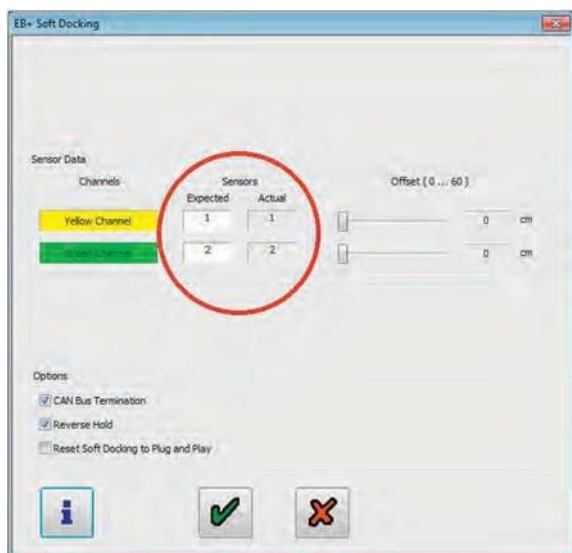 EB+ Soft Docking
Sensor Data
Channels Sensors Offset ( 0 ... 60 )
Expected Actual
Yellow Channel 1 1 0 cm
Green Channel 2 2 0 cm
Options
CAN Bus Termination
Reverse Hold
Reset Soft Docking to Plug and Play
i